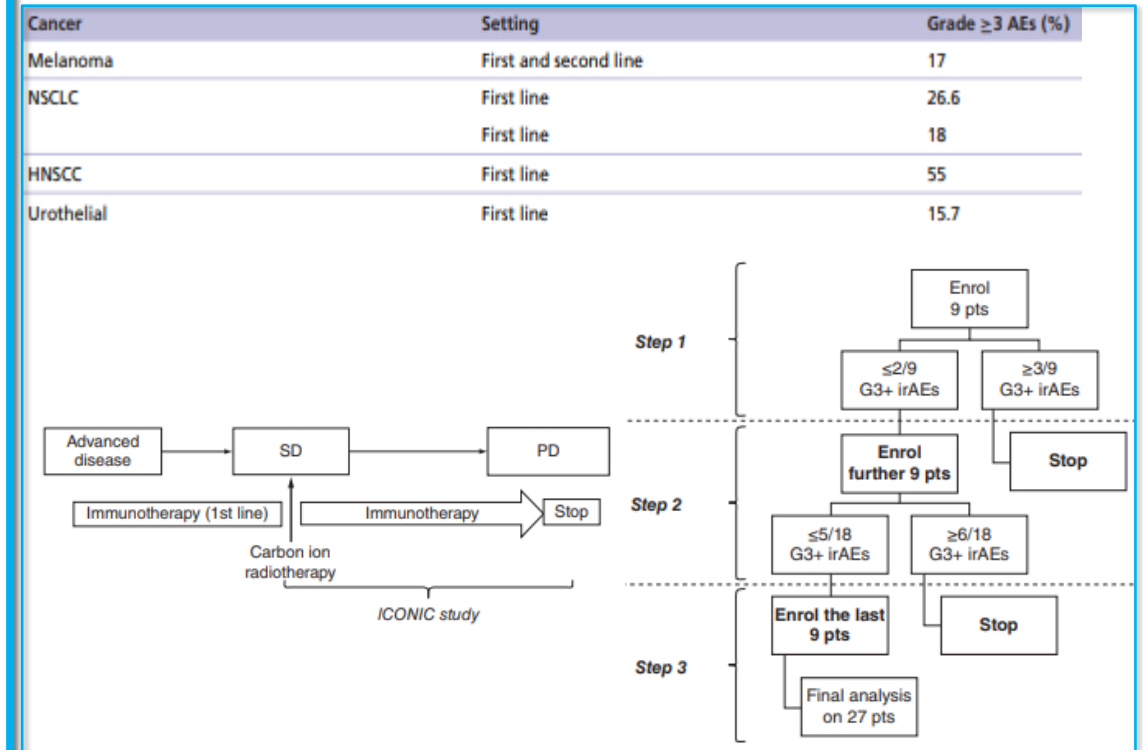 Cancer Setting Grade ≥3 AEs (%)
Melanoma First and second line 17
NSCLC First line 26.6
First line 18
HNSCC First line 55
Urothelial First line 15.7
Advanced
disease
SD
PD
Immunotherapy (1st line)
Immunotherapy
Stop
Carbon ion
radiotherapy
ICONIC study
Step 1
Enrol
9 pts
≤2/9
G3+ irAEs
≥3/9
G3+ irAEs
Step 2
Enrol
further 9 pts
Stop
≤5/18
G3+ irAEs
≥6/18
G3+ irAEs
Step 3
Enrol the last
9 pts
Stop
Final analysis
on 27 pts